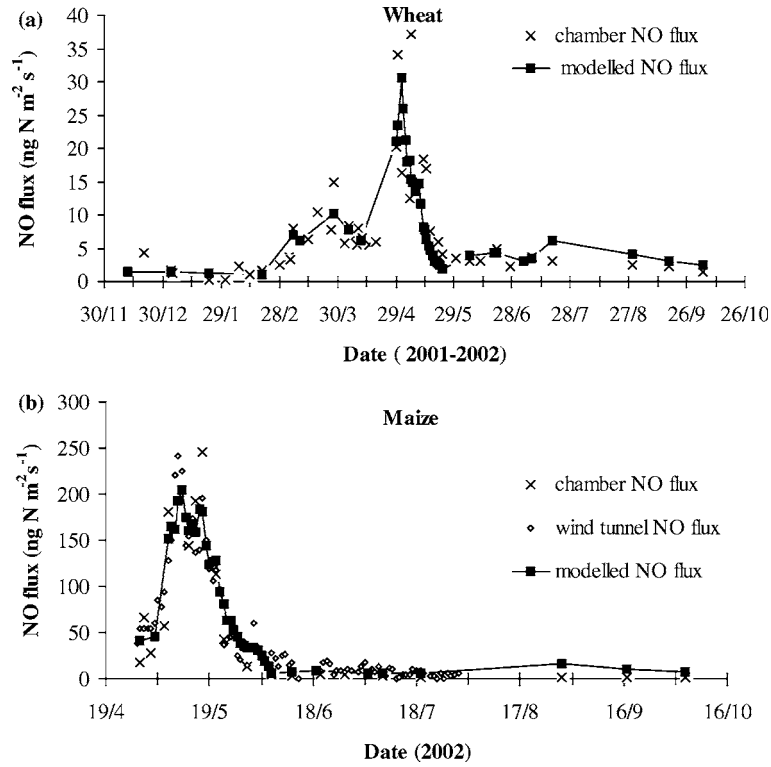 (a) Wheat
× chamber NO flux
modelled NO flux
NO flux (ng N m⁻² s⁻¹)
40
35
30
25
20
15
10
5
0
30/11 30/12 29/1 28/2 30/3 29/4 29/5 28/6 28/7 27/8 26/9 26/10
Date ( 2001-2002)
(b) Maize
× chamber NO flux
wind tunnel NO flux
modelled NO flux
NO flux (ng N m⁻²s⁻¹)
300
250
200
150
100
50
0
19/4 19/5 18/6 18/7 17/8 16/9 16/10
Date (2002)